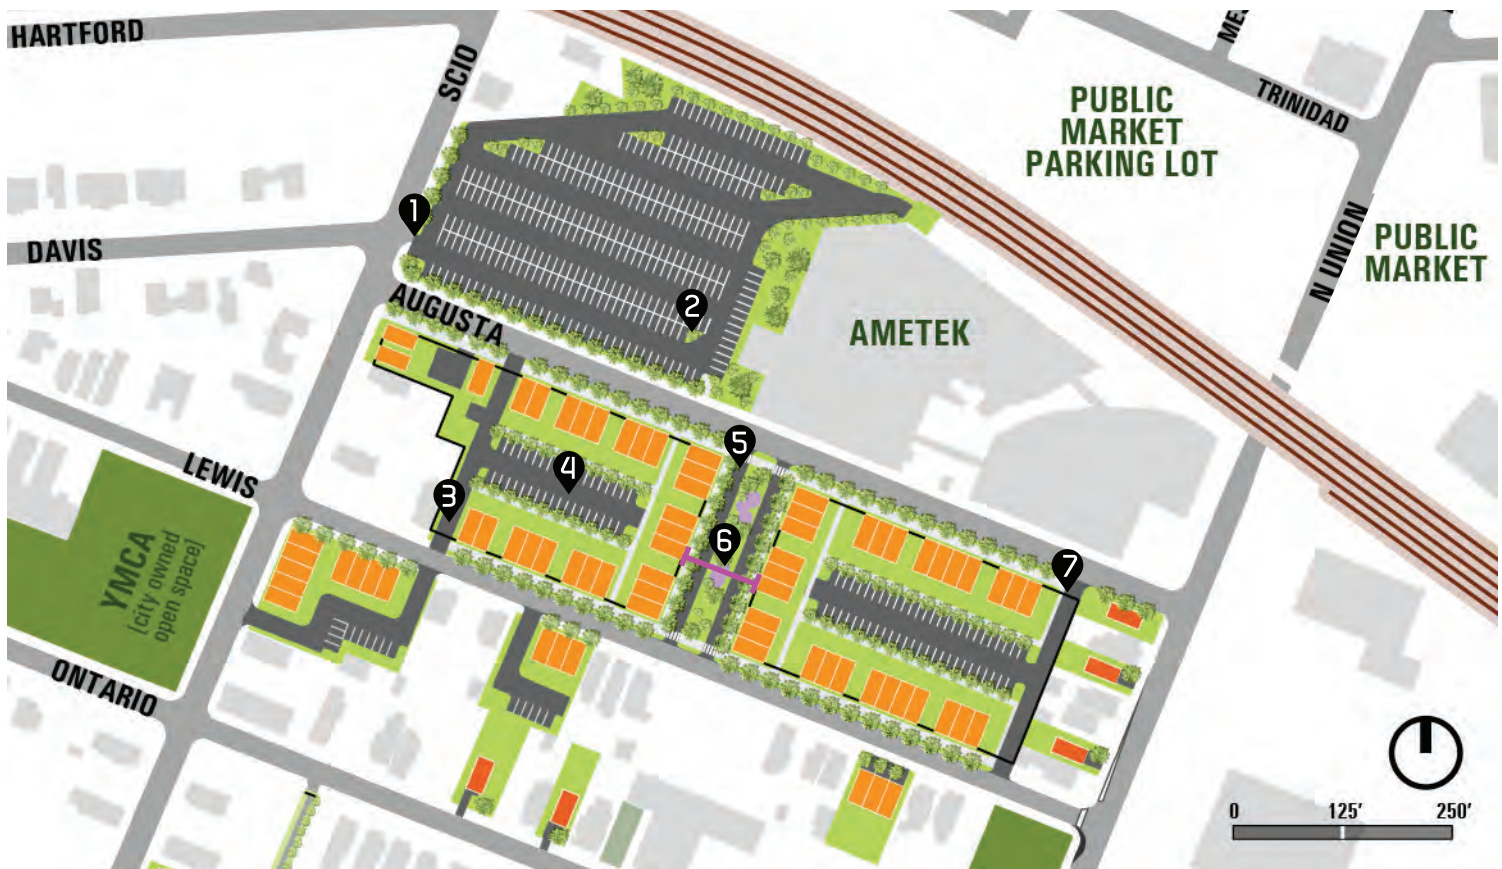 HARTFORD
SCIO
ME
TRINIDAD
PUBLIC
MARKET
PARKING LOT
N UNION
PUBLIC
MARKET
1
DAVIS
AUGUSTA
2
AMETEK
LEWIS
3
4
5
6
7
YMCA
[city owned
open space]
ONTARIO
0 125' 250'